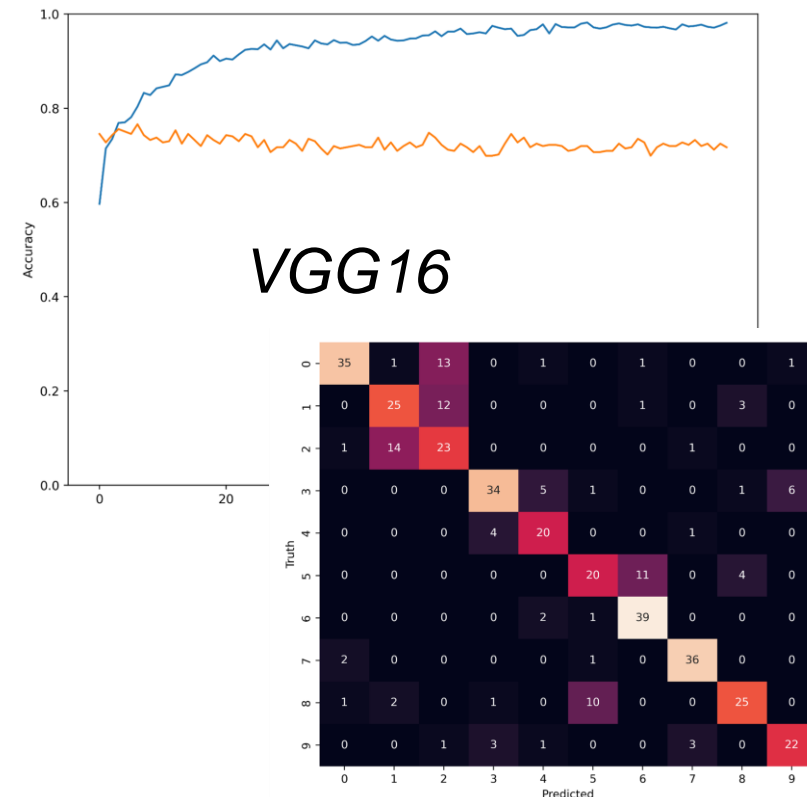 1.0
0.8
Accuracy
0.6
VGG16
0.4
0.2
0.0
0 20
0 35 1 13 0 1 0 1 0 0 1
1 0 25 12 0 0 0 1 0 3 0
2 1 14 23 0 0 0 0 1 0 0
3 0 0 0 34 5 1 0 0 1 6
4 0 0 0 4 20 0 0 1 0 0
Truth
5 0 0 0 0 0 20 11 0 4 0
6 0 0 0 0 2 1 39 0 0 0
7 2 0 0 0 0 1 0 36 0 0
8 1 2 0 1 0 10 0 0 25 0
9 0 0 1 3 1 0 0 3 0 22
0 1 2 3 4 5 6 7 8 9
Predicted